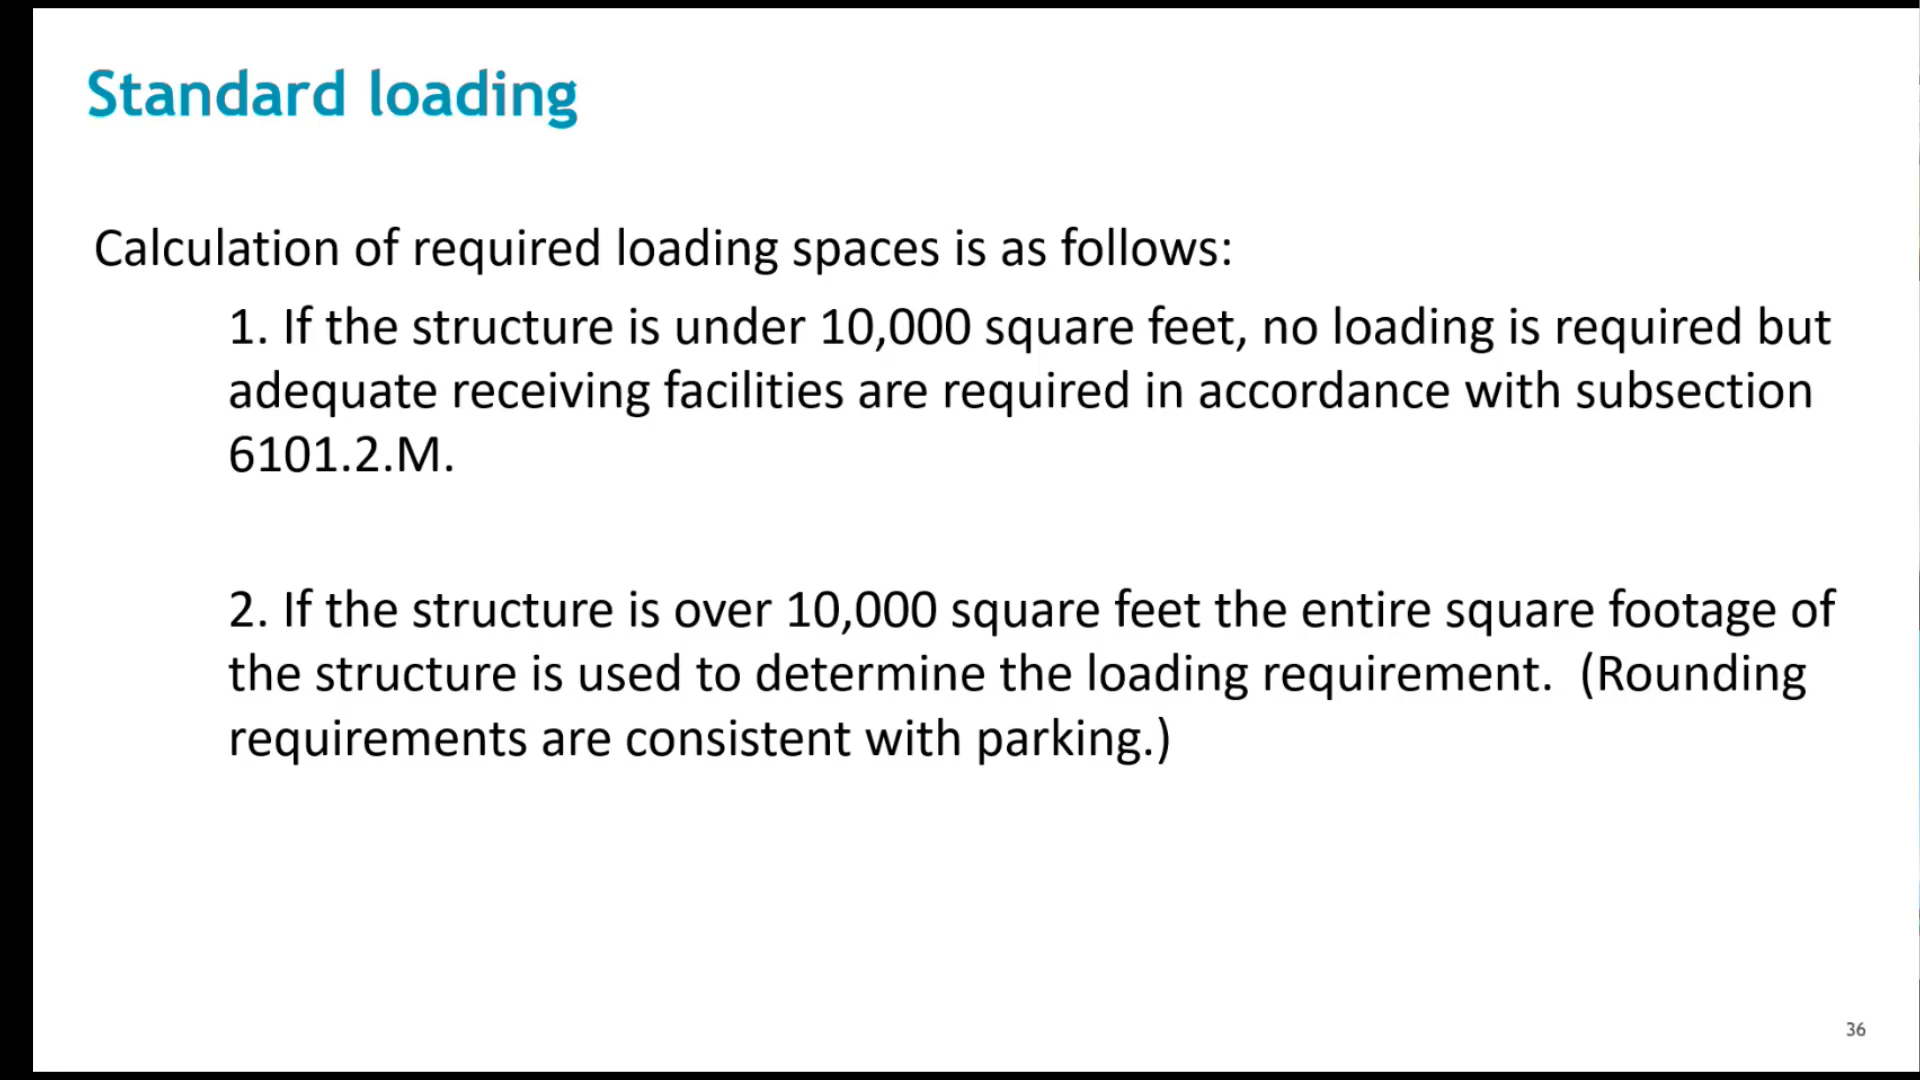 Standard loading
Calculation of required loading spaces is as follows:
1. If the structure is under 10,000 square feet, no loading is required but
adequate receiving facilities are required in accordance with subsection
6101.2.M.
2. If the structure is over 10,000 square feet the entire square footage of
the structure is used to determine the loading requirement.  (Rounding
requirements are consistent with parking.)
36